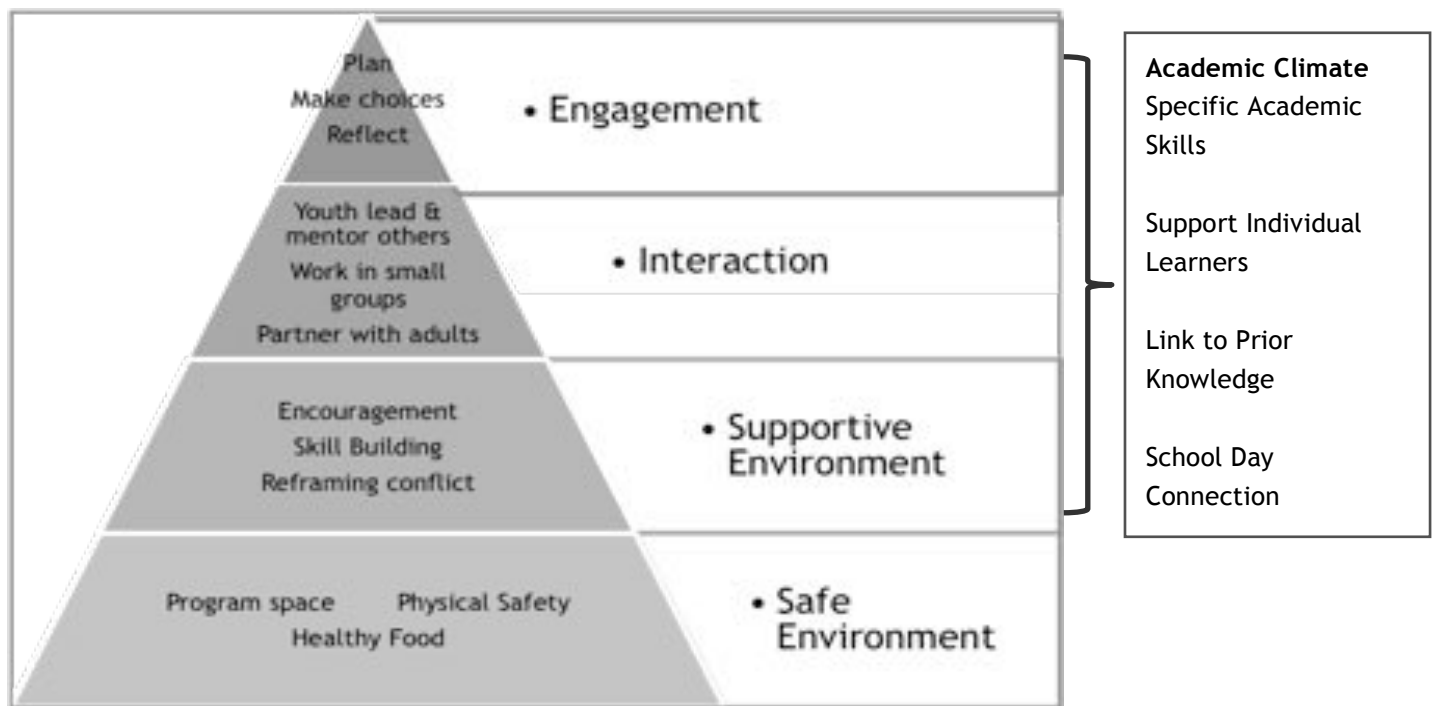 Plan
Make choices
Reflect
• Engagement
Youth lead &
mentor others
Work in small
groups
Partner with adults
• Interaction
Encouragement
Skill Building
Reframing conflict
• Supportive
Environment
Program space Physical Safety
Healthy Food
• Safe
Environment
Academic Climate
Specific Academic
Skills
Support Individual
Learners
Link to Prior
Knowledge
School Day
Connection